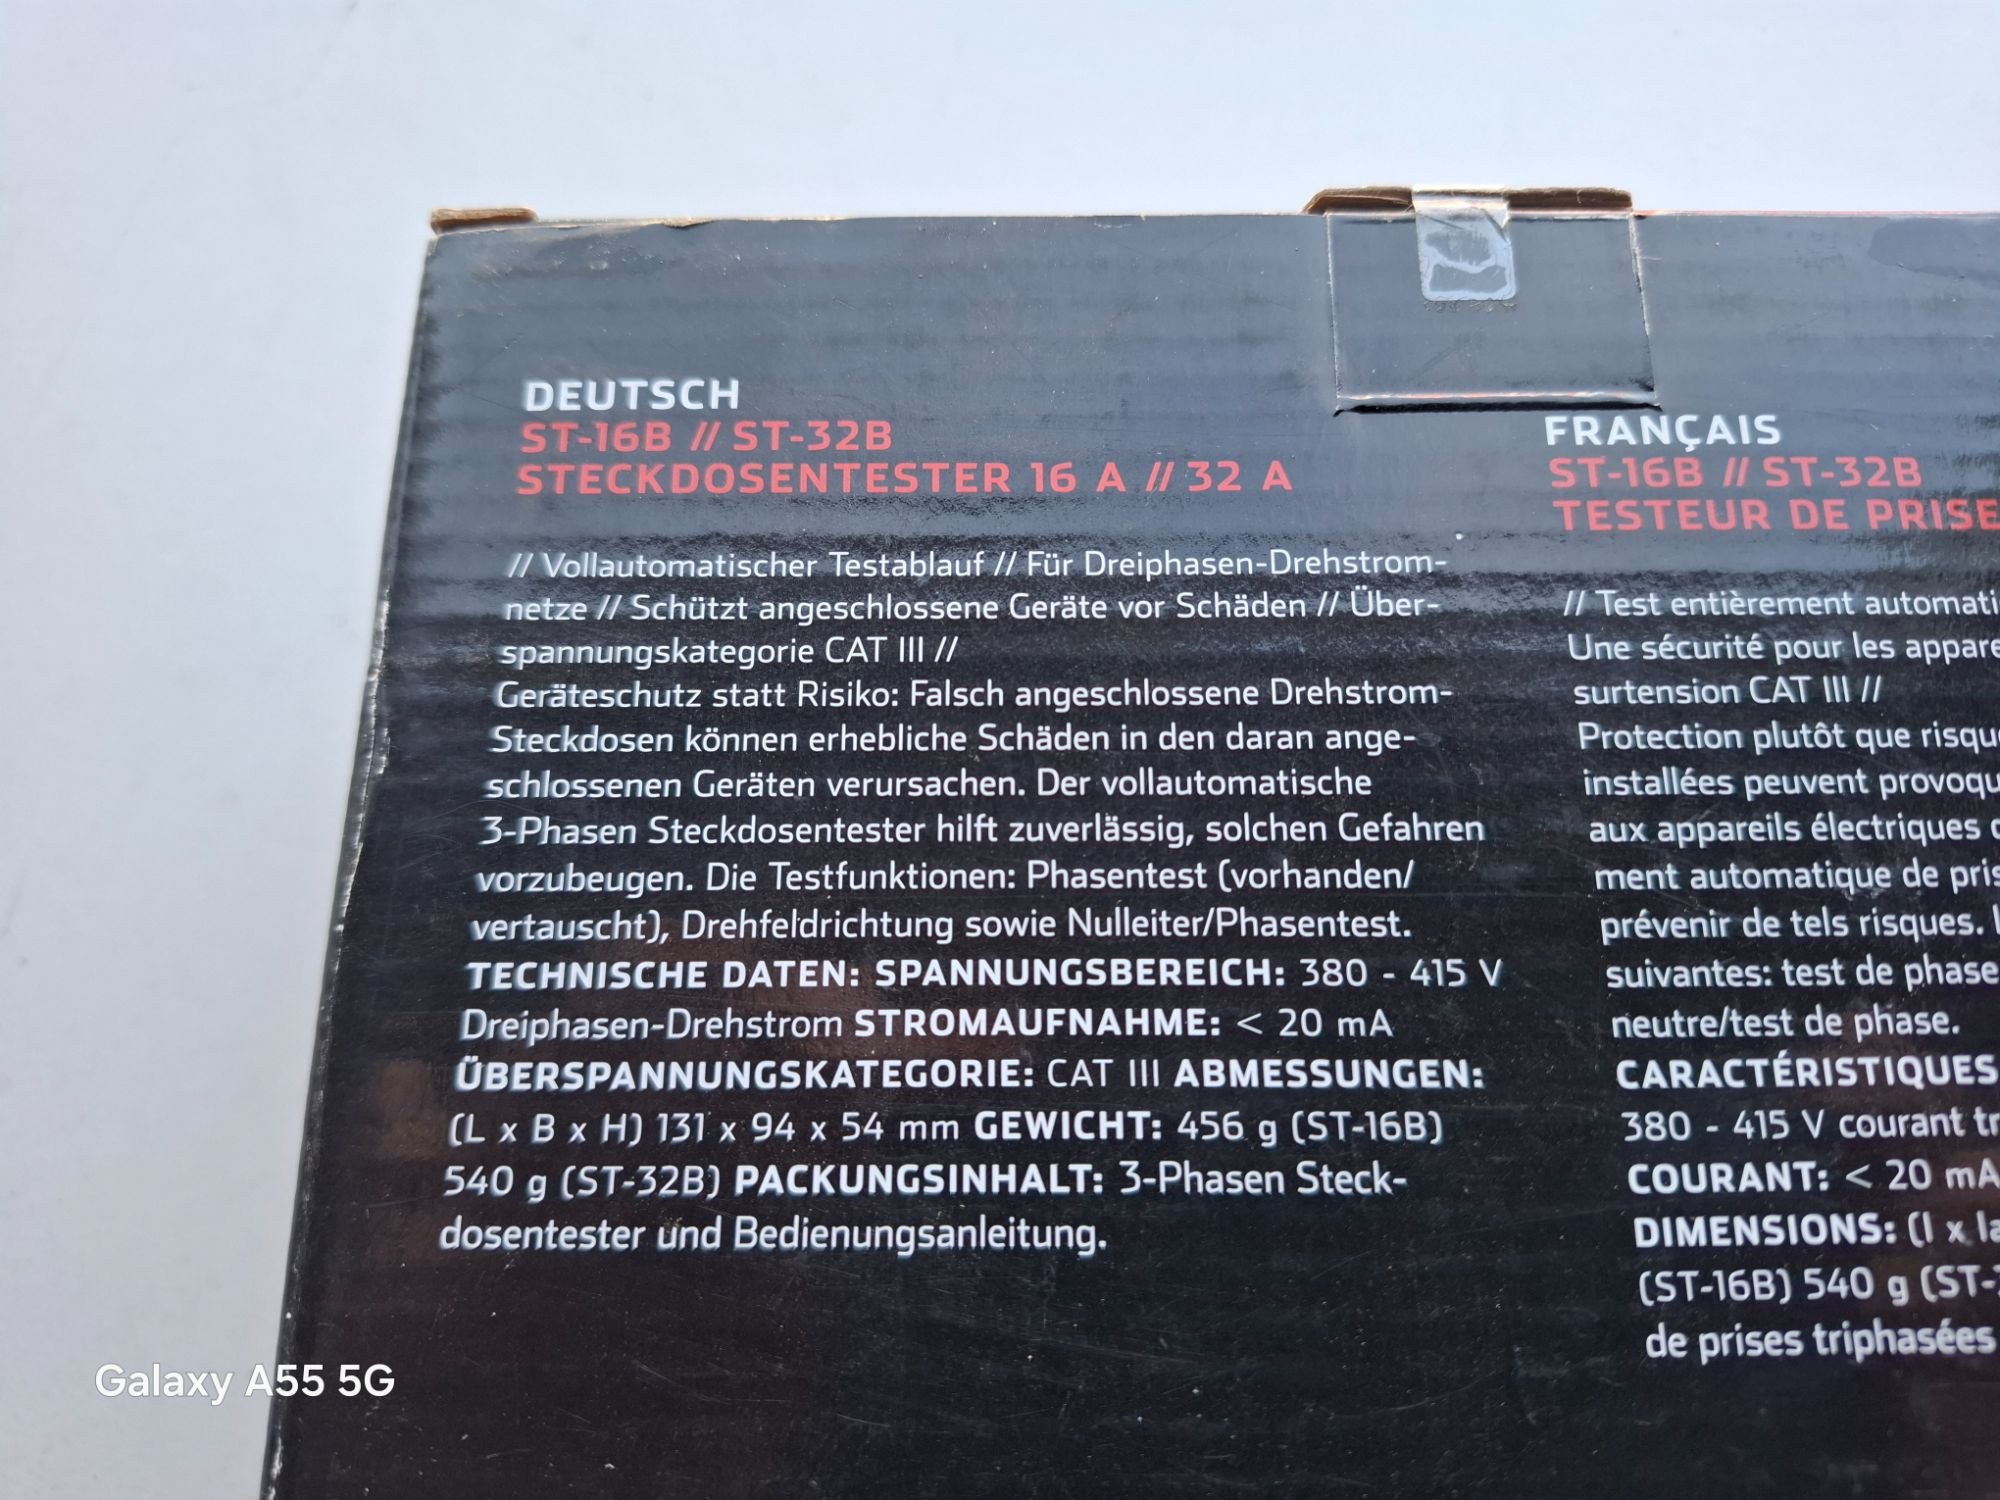 DEUTSCH
ST-16B // ST-32B
STECKDOSENTESTER 16 A // 32 A
// Vollautomatischer Testablauf // Für Dreiphasen-Drehstrom-
netze // Schützt angeschlossene Geräte vor Schäden // Über-
spannungskategorie CAT III //
Geräteschutz statt Risiko: Falsch angeschlossene Drehstrom-
Steckdosen können erhebliche Schäden in den daran ange-
schlossenen Geräten verursachen. Der vollautomatische
3-Phasen Steckdosentester hilft zuverlässig, solchen Gefahren
vorzubeugen. Die Testfunktionen: Phasentest (vorhanden/
vertauscht), Drehfeldrichtung sowie Nulleiter/Phasentest.
TECHNISCHE DATEN: SPANNUNGSBEREICH: 380 - 415 V
Dreiphasen-Drehstrom STROMAUFNAHME: < 20 mA
ÜBERSPANNUNGSKATEGORIE: CAT III ABMESSUNGEN:
(L x B x H) 131 x 94 x 54 mm GEWICHT: 456 g (ST-16B)
540 g (ST-32B) PACKUNGSINHALT: 3-Phasen Steck-
dosentester und Bedienungsanleitung.
FRANÇAIS
ST-16B // ST-32B
TESTEUR DE PRISE
// Test entièrement automati
Une sécurité pour les appare
surtension CAT III //
Protection plutôt que risqu
installées peuvent provoqu
aux appareils électriques
ment automatique de pris
prévenir de tels risques.
suivantes: test de phase
neutre/test de phase.
CARACTÉRISTIQUES
380 - 415 V courant tr
COURANT: < 20 mA
DIMENSIONS: (l x la
(ST-16B) 540 g (ST-
de prises triphasées
Galaxy A55 5G